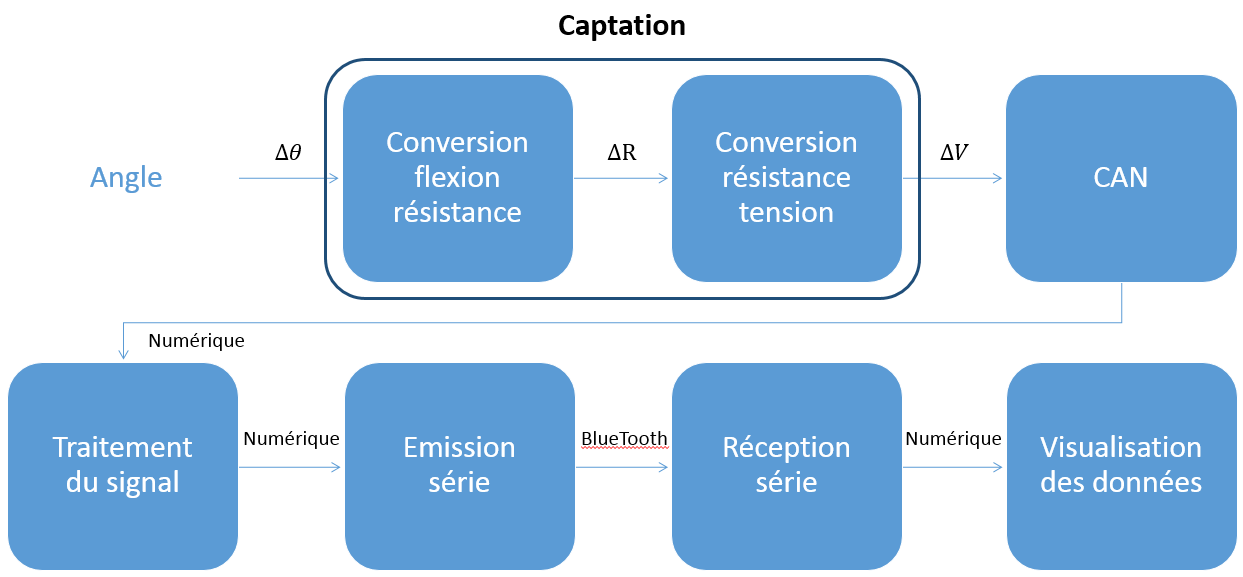 Captation
Angle
Δθ
Conversion
flexion
résistance
ΔR
Conversion
résistance
tension
ΔV
CAN
Numérique
Traitement
du signal
Numérique
Emission
série
BlueTooth
Réception
série
Numérique
Visualisation
des données